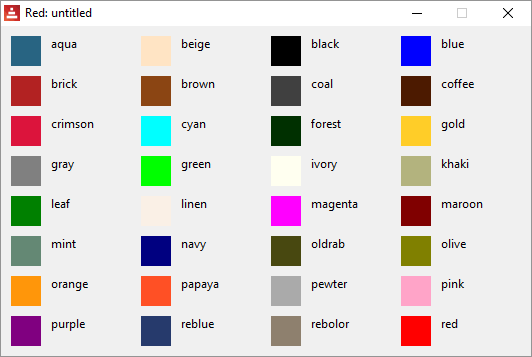 Red: untitled
aqua beige black blue
brick brown coal coffee
crimson cyan forest gold
gray green ivory khaki
leaf linen magenta maroon
mint navy oldrab olive
orange papaya pewter pink
purple reblue rebolor red